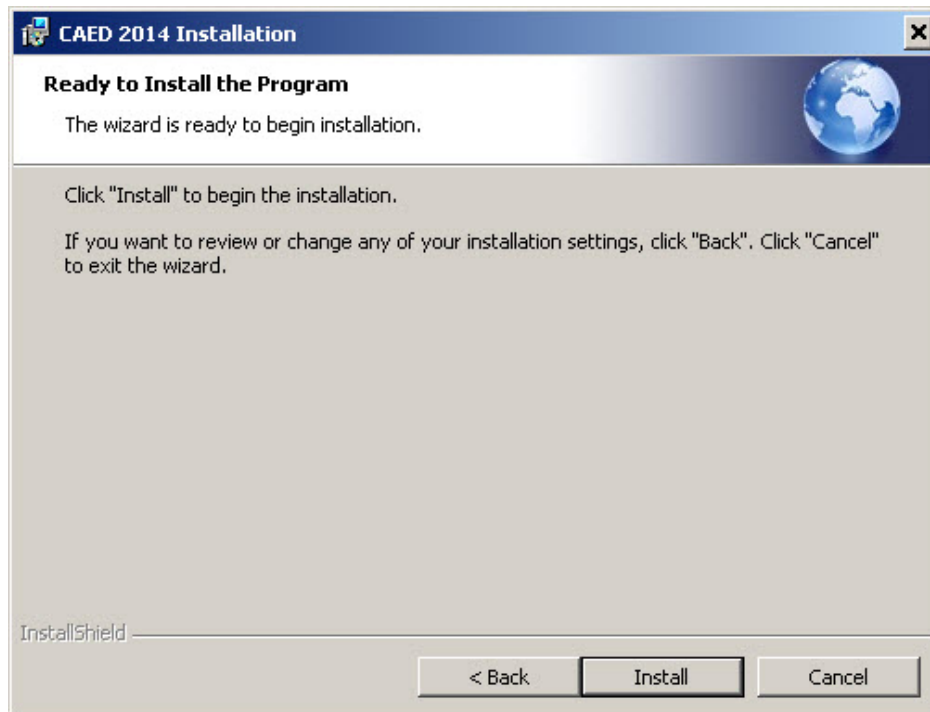 CAED 2014 Installation
Ready to Install the Program
The wizard is ready to begin installation.
Click "Install" to begin the installation.
If you want to review or change any of your installation settings, click "Back". Click "Cancel"
to exit the wizard.
InstallShield
< Back
Install
Cancel